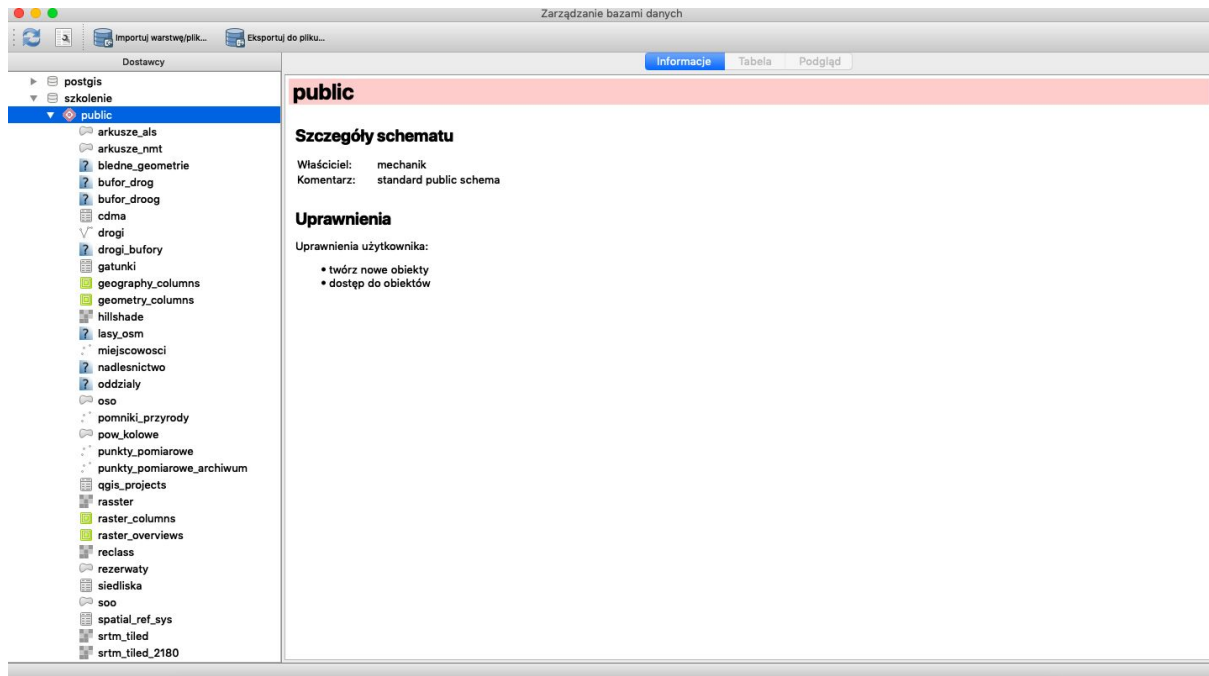 Zarządzanie bazami danych
Importuj warstwę/plik... Eksportuj do pliku...
Dostawcy
Informacje Tabela Podgląd
postgis
szkolenie
public
arkusze_als
arkusze_nmt
bledne_geometrie
bufor_drog
bufor_droog
cdma
drogi
drogi_bufory
gatunki
geography_columns
geometry_columns
hillshade
lasy_osm
miejscowosci
nadlesnictwo
oddzialy
oso
pomniki_przyrody
pow_kolowe
punkty_pomiarowe
punkty_pomiarowe_archiwum
qgis_projects
rasster
raster_columns
raster_overviews
reclass
rezerwaty
siedliska
soo
spatial_ref_sys
srtm_tiled
srtm_tiled_2180
public
Szczegóły schematu
Właściciel: mechanik
Komentarz: standard public schema
Uprawnienia
Uprawnienia użytkownika:
• twórz nowe obiekty
• dostęp do obiektów